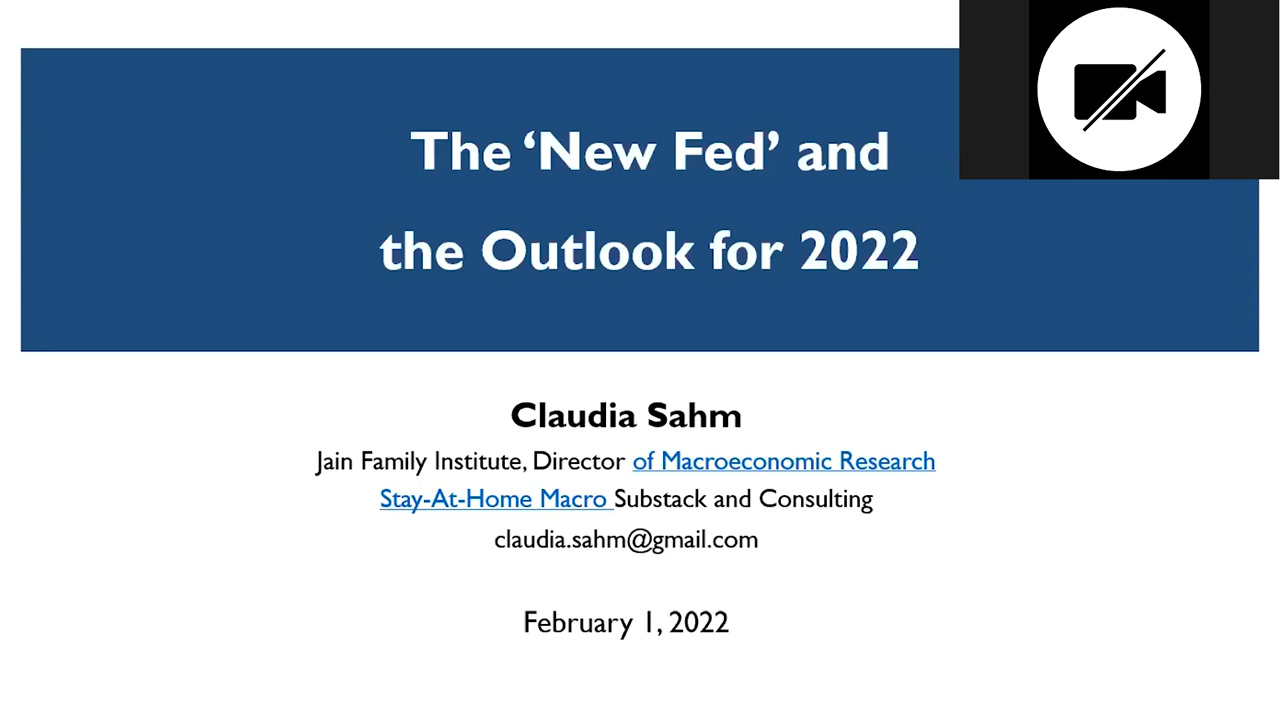 The ‘New Fed’ and
the Outlook for 2022
Claudia Sahm
Jain Family Institute, Director of Macroeconomic Research
Stay-At-Home Macro Substack and Consulting
claudia.sahm@gmail.com
February 1, 2022